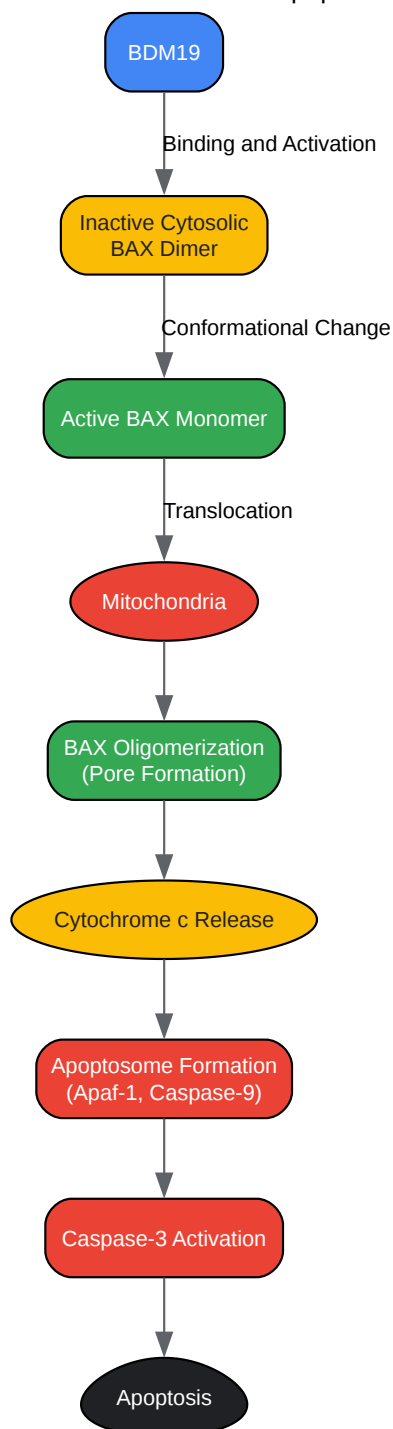 BDM19
Binding and Activation
Inactive Cytosolic
BAX Dimer
Conformational Change
Active BAX Monomer
Translocation
Mitochondria
BAX Oligomerization
(Pore Formation)
Cytochrome c Release
Apoptosome Formation
(Apaf-1, Caspase-9)
Caspase-3 Activation
Apoptosis